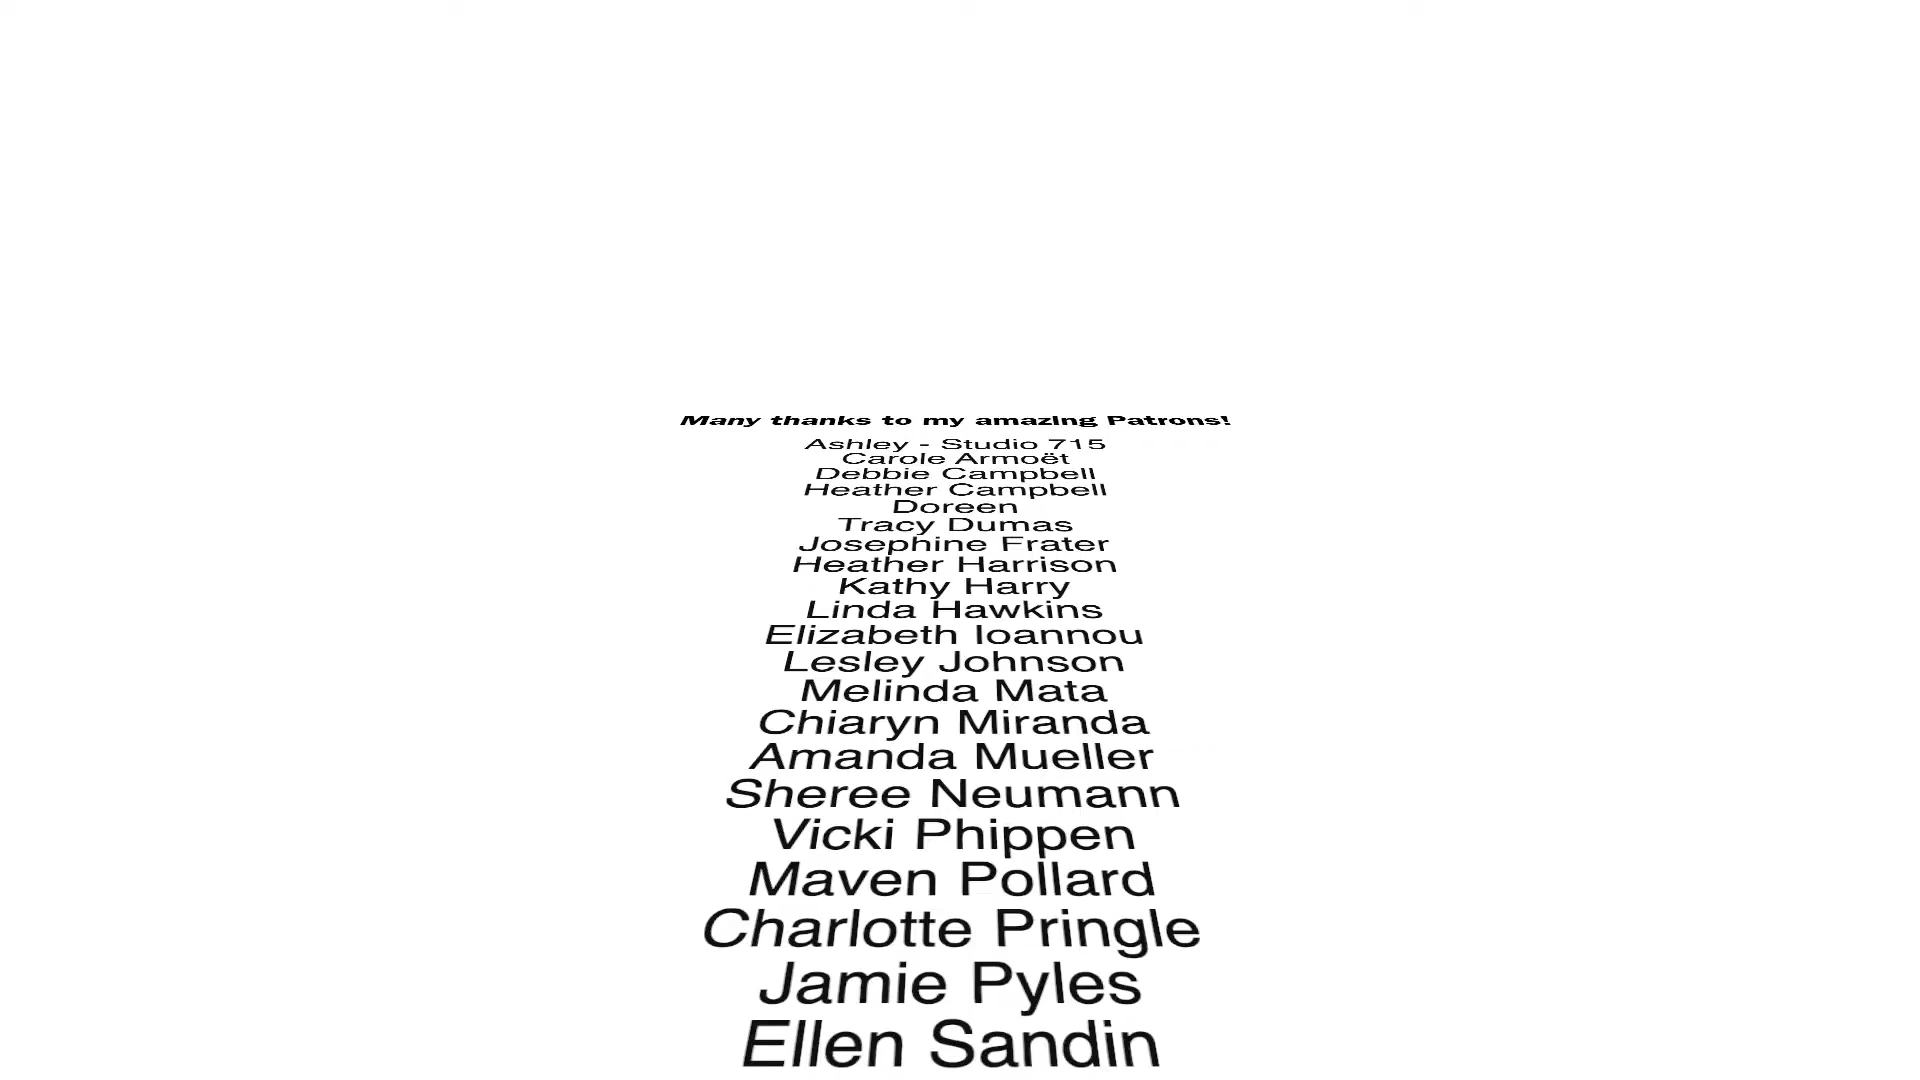 Many thanks to my amazing Patrons!
Ashley - Studio 715
Carole Armoët
Debbie Campbell
Heather Campbell
Doreen
Tracy Dumas
Josephine Frater
Heather Harrison
Kathy Harry
Linda Hawkins
Elizabeth Ioannou
Lesley Johnson
Melinda Mata
Chiaryn Miranda
Amanda Mueller
Sheree Neumann
Vicki Phippen
Maven Pollard
Charlotte Pringle
Jamie Pyles
Ellen Sandin